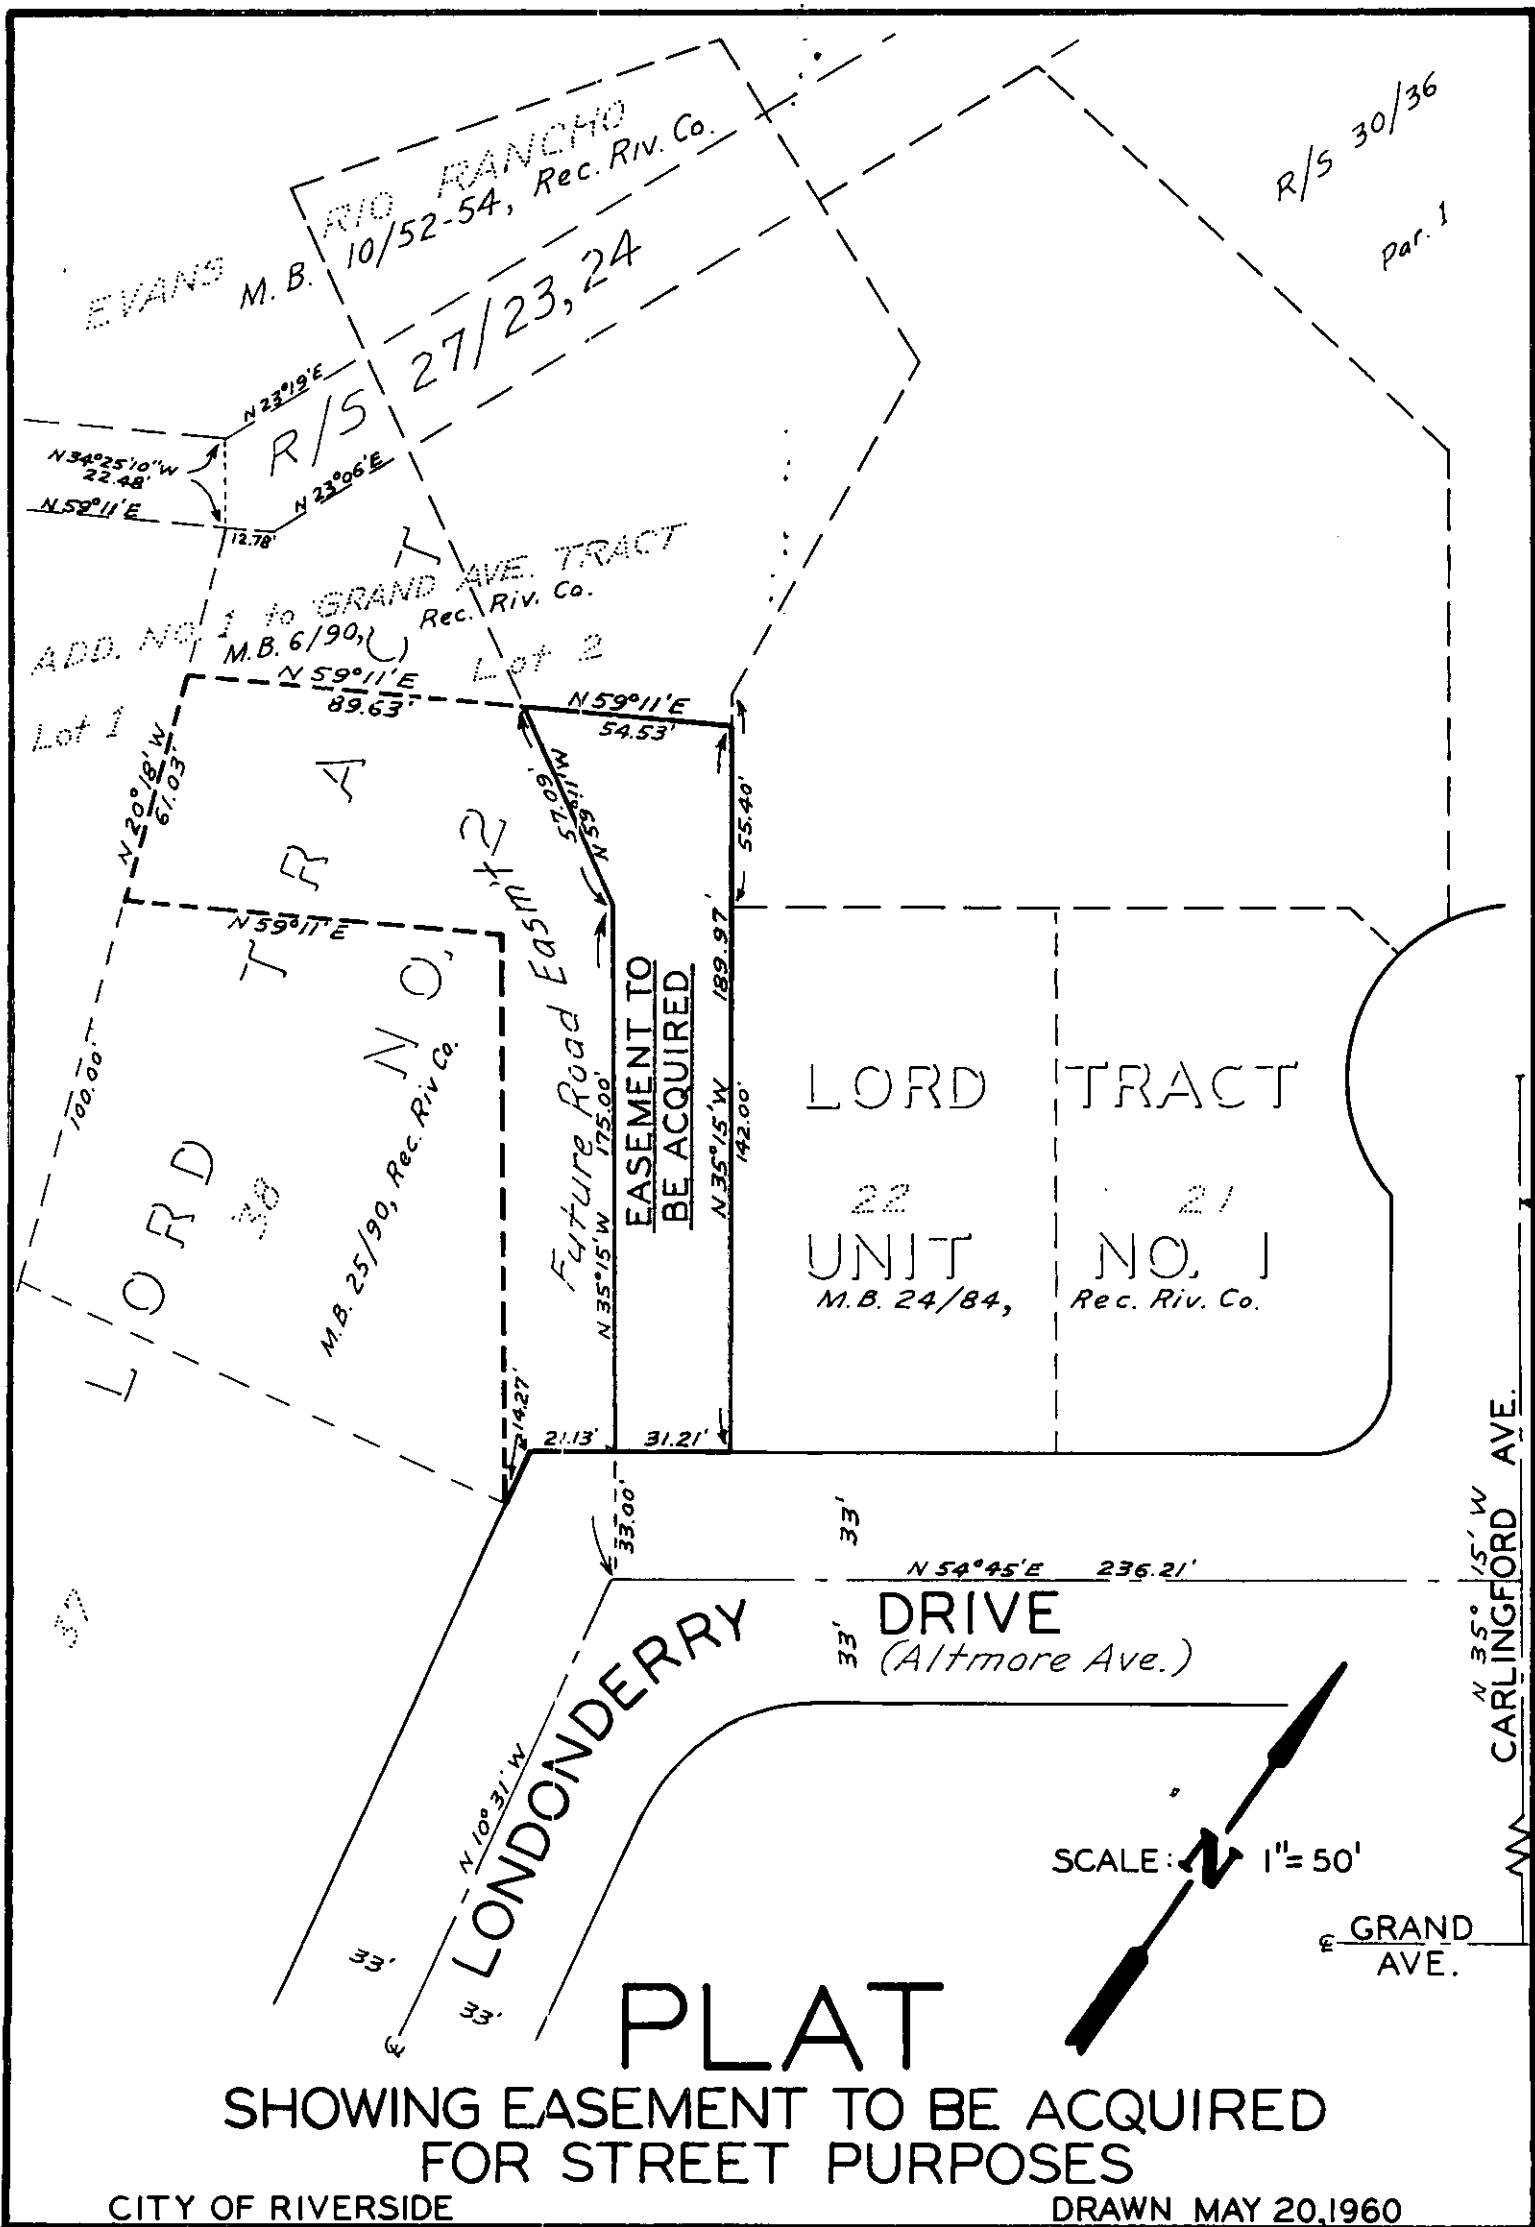 R/S 30/36
Par. 1
EVANS RIO RANCHO
M. B. 10/52-54, Rec. Riv. Co.
R/S 27/23, 24
N 23°19'E
N 34°25'10"W
22.48'
N 23°06'E
N 59°11'E
12.78'
ADD. NO. 1 to GRAND AVE. TRACT
M.B. 6/90, Rec. Riv. Co.
Lot 2
Lot 1
N 59°11'E
89.63'
N 59°11'E
54.53'
N 20°18'W
61.03'
57.09'
N 59°11'W
55.40'
N 59°11'E
Future Road Easm't
EASEMENT TO
BE ACQUIRED
N 35°15'W 175.00'
N 35°15'W 189.97'
142.00'
100.00'
LORD TRACT
NO. 2
38
M.B. 25/90, Rec. Riv Co.
LORD TRACT
22 21
UNIT NO. 1
M.B. 24/84, Rec. Riv. Co.
14.27'
21.13' 31.21'
33.00'
33'
N 54°45'E 236.21'
DRIVE
33'
(Altmore Ave.)
N 35° 15' W
CARLINGFORD AVE.
37
LONDONDERRY
N 10°31' W
33'
33'
℄
SCALE: N 1"=50'
℄ GRAND
AVE.
PLAT
SHOWING EASEMENT TO BE ACQUIRED
FOR STREET PURPOSES
CITY OF RIVERSIDE DRAWN MAY 20,1960